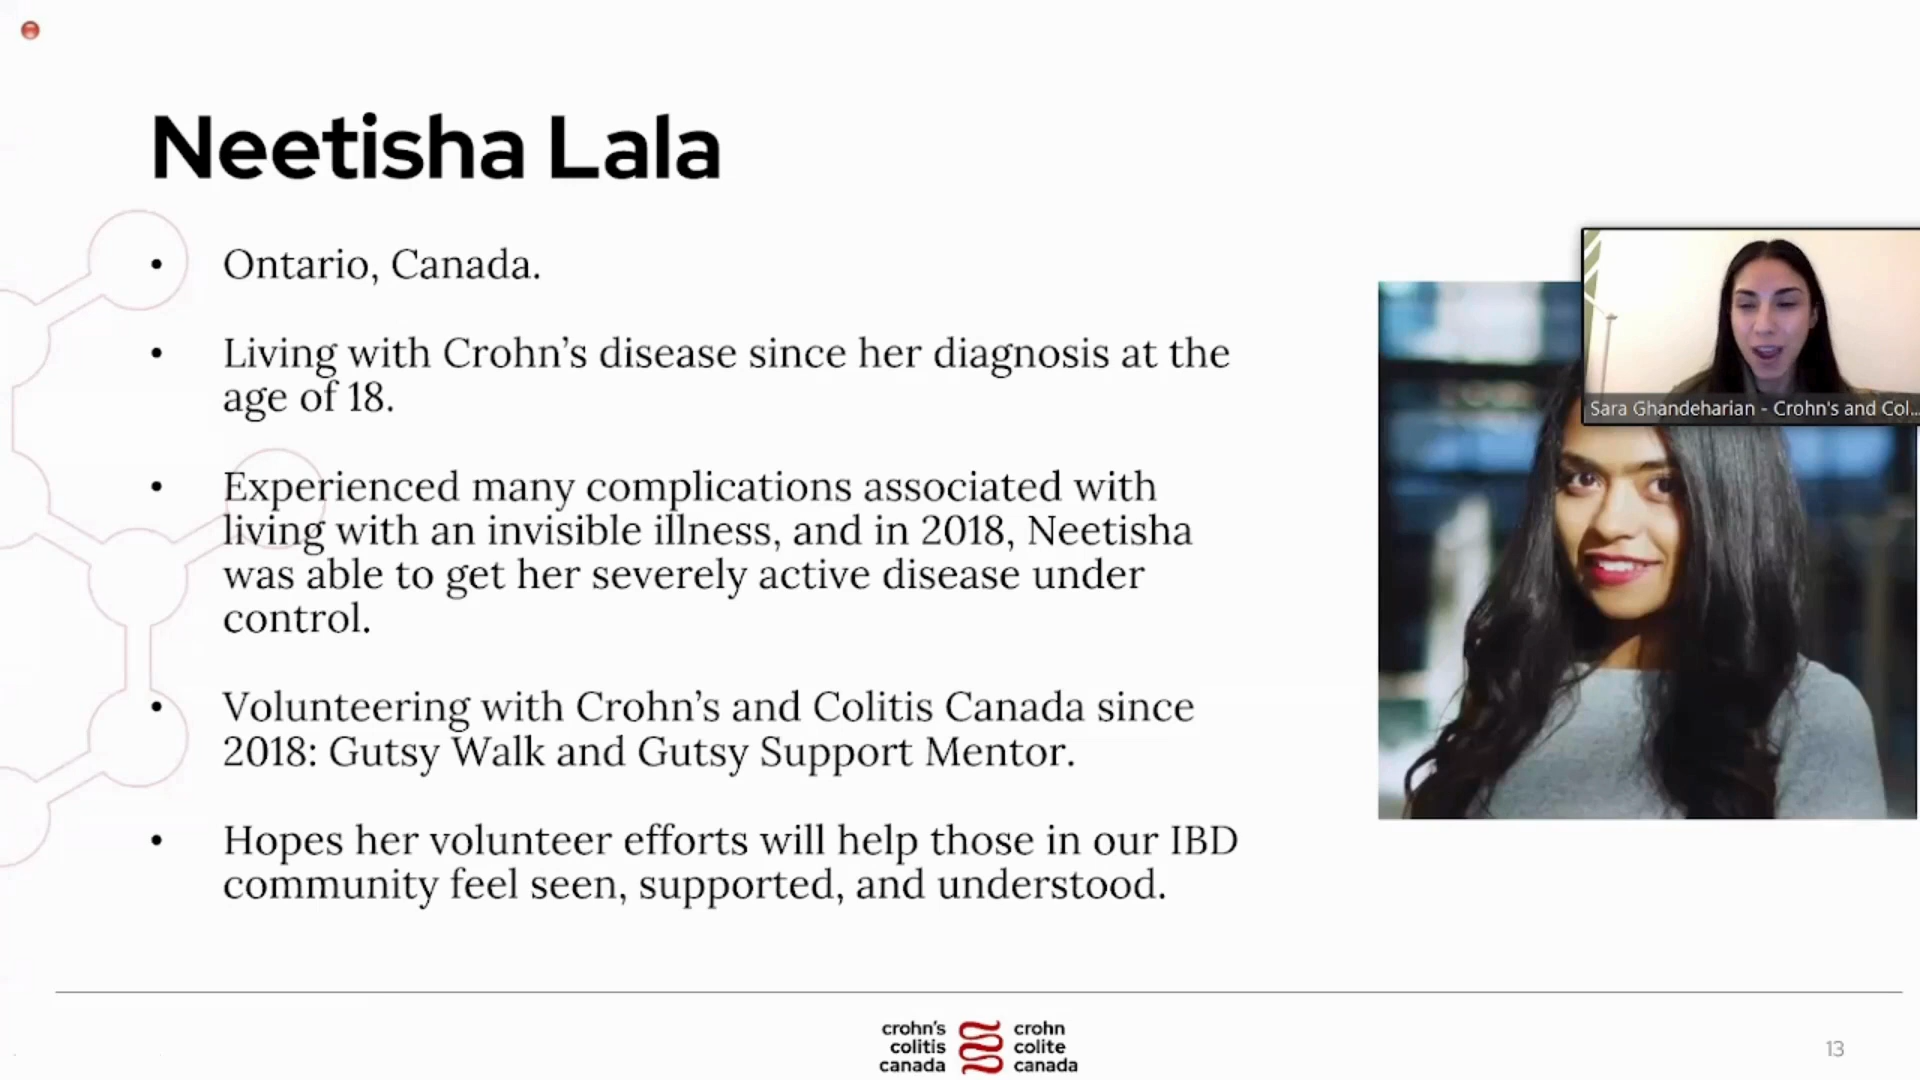 Neetisha Lala
• Ontario, Canada.
• Living with Crohn’s disease since her diagnosis at the
age of 18.
• Experienced many complications associated with
living with an invisible illness, and in 2018, Neetisha
was able to get her severely active disease under
control.
• Volunteering with Crohn’s and Colitis Canada since
2018: Gutsy Walk and Gutsy Support Mentor.
• Hopes her volunteer efforts will help those in our IBD
community feel seen, supported, and understood.
Sara Ghandeharian - Crohn's and Col...
crohn’s
colitis
canada
crohn
colite
canada
13